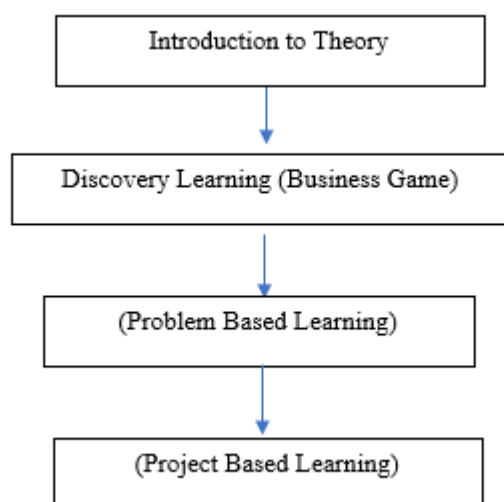 Introduction to Theory
Discovery Learning (Business Game)
(Problem Based Learning)
(Project Based Learning)